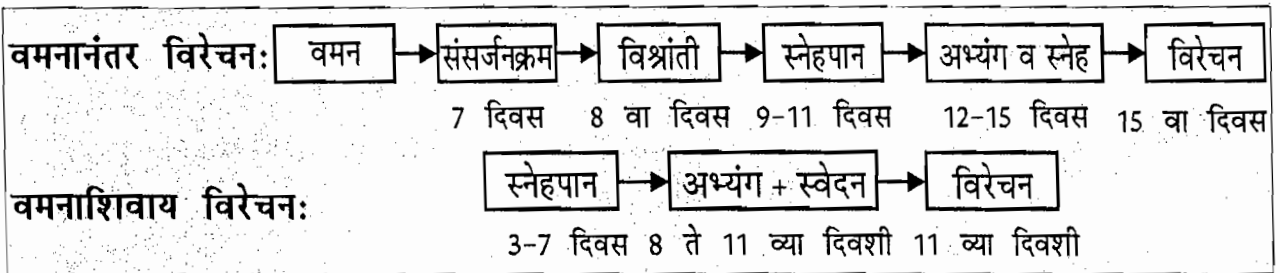 वमनानंतर विरेचन: वमन संसर्जनक्रम विश्रांती स्नेहपान अभ्यंग व स्नेह विरेचन
7 दिवस 8 वा दिवस 9-11 दिवस 12-15 दिवस 15 वा दिवस
स्नेहपान अभ्यंग + स्वेदन विरेचन
वमनाशिवाय विरेचन:
3-7 दिवस 8 ते 11 व्या दिवशी 11 व्या दिवशी